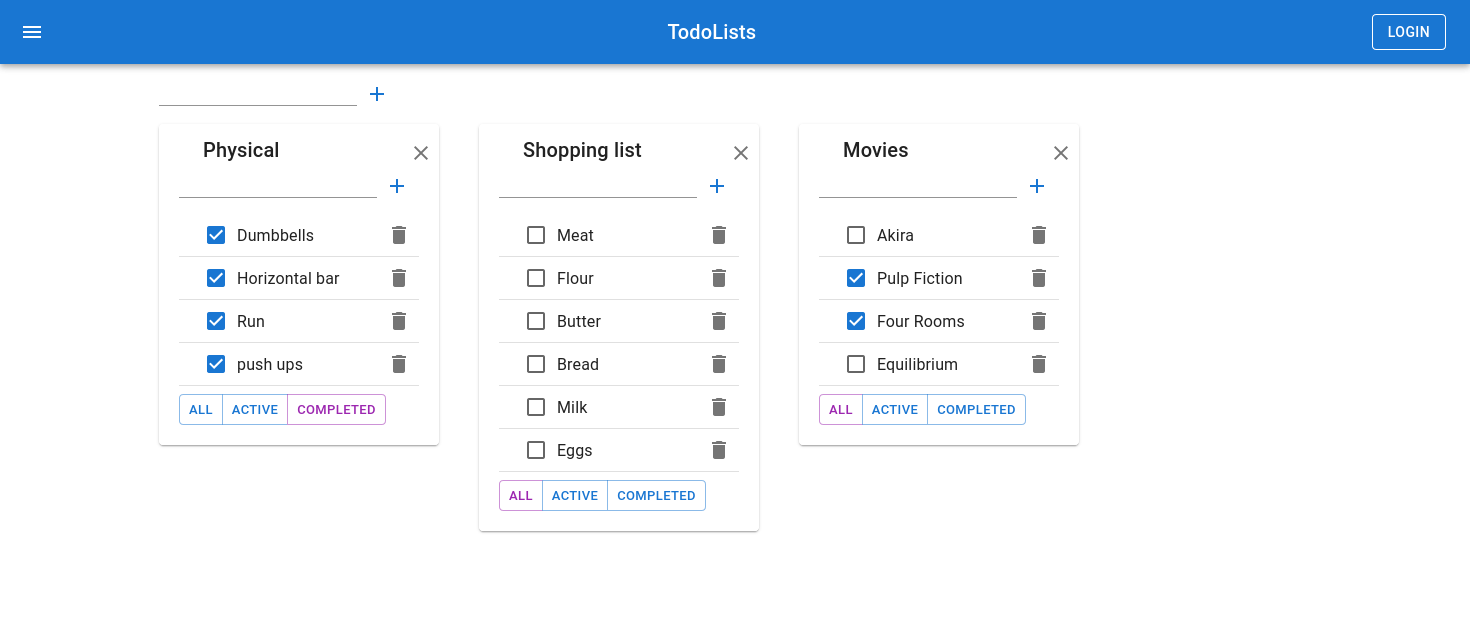 TodoLists
LOGIN
Physical
Dumbbells
Horizontal bar
Run
push ups
ALL ACTIVE COMPLETED
Shopping list
Meat
Flour
Butter
Bread
Milk
Eggs
ALL ACTIVE COMPLETED
Movies
Akira
Pulp Fiction
Four Rooms
Equilibrium
ALL ACTIVE COMPLETED